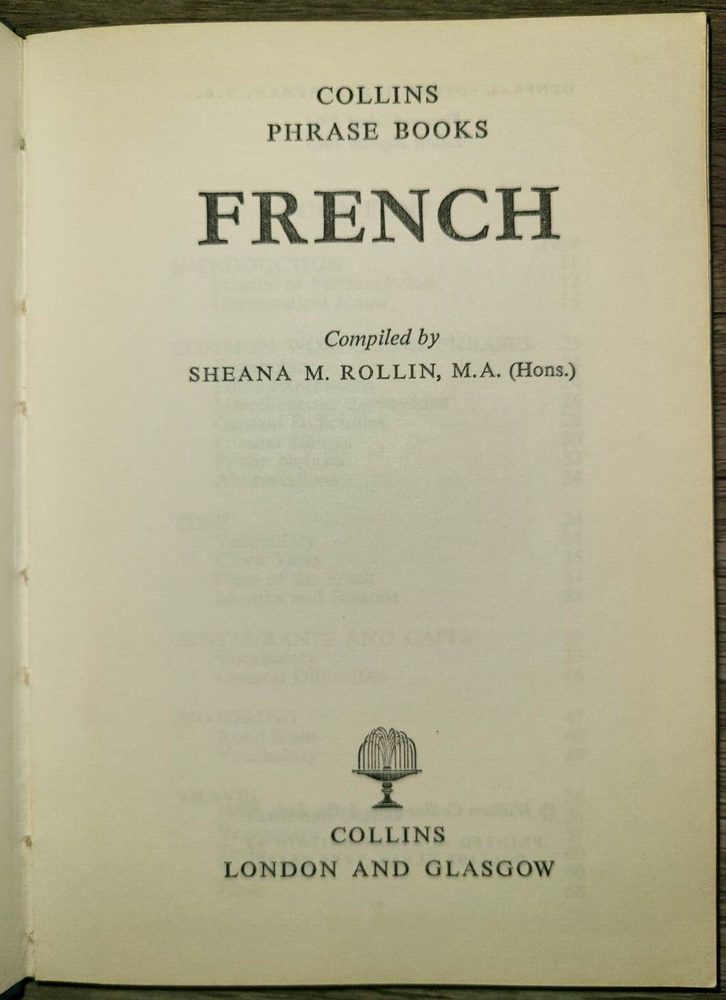 COLLINS
PHRASE BOOKS
FRENCH
Compiled by
SHEANA M. ROLLIN, M.A. (Hons.)
COLLINS
LONDON AND GLASGOW